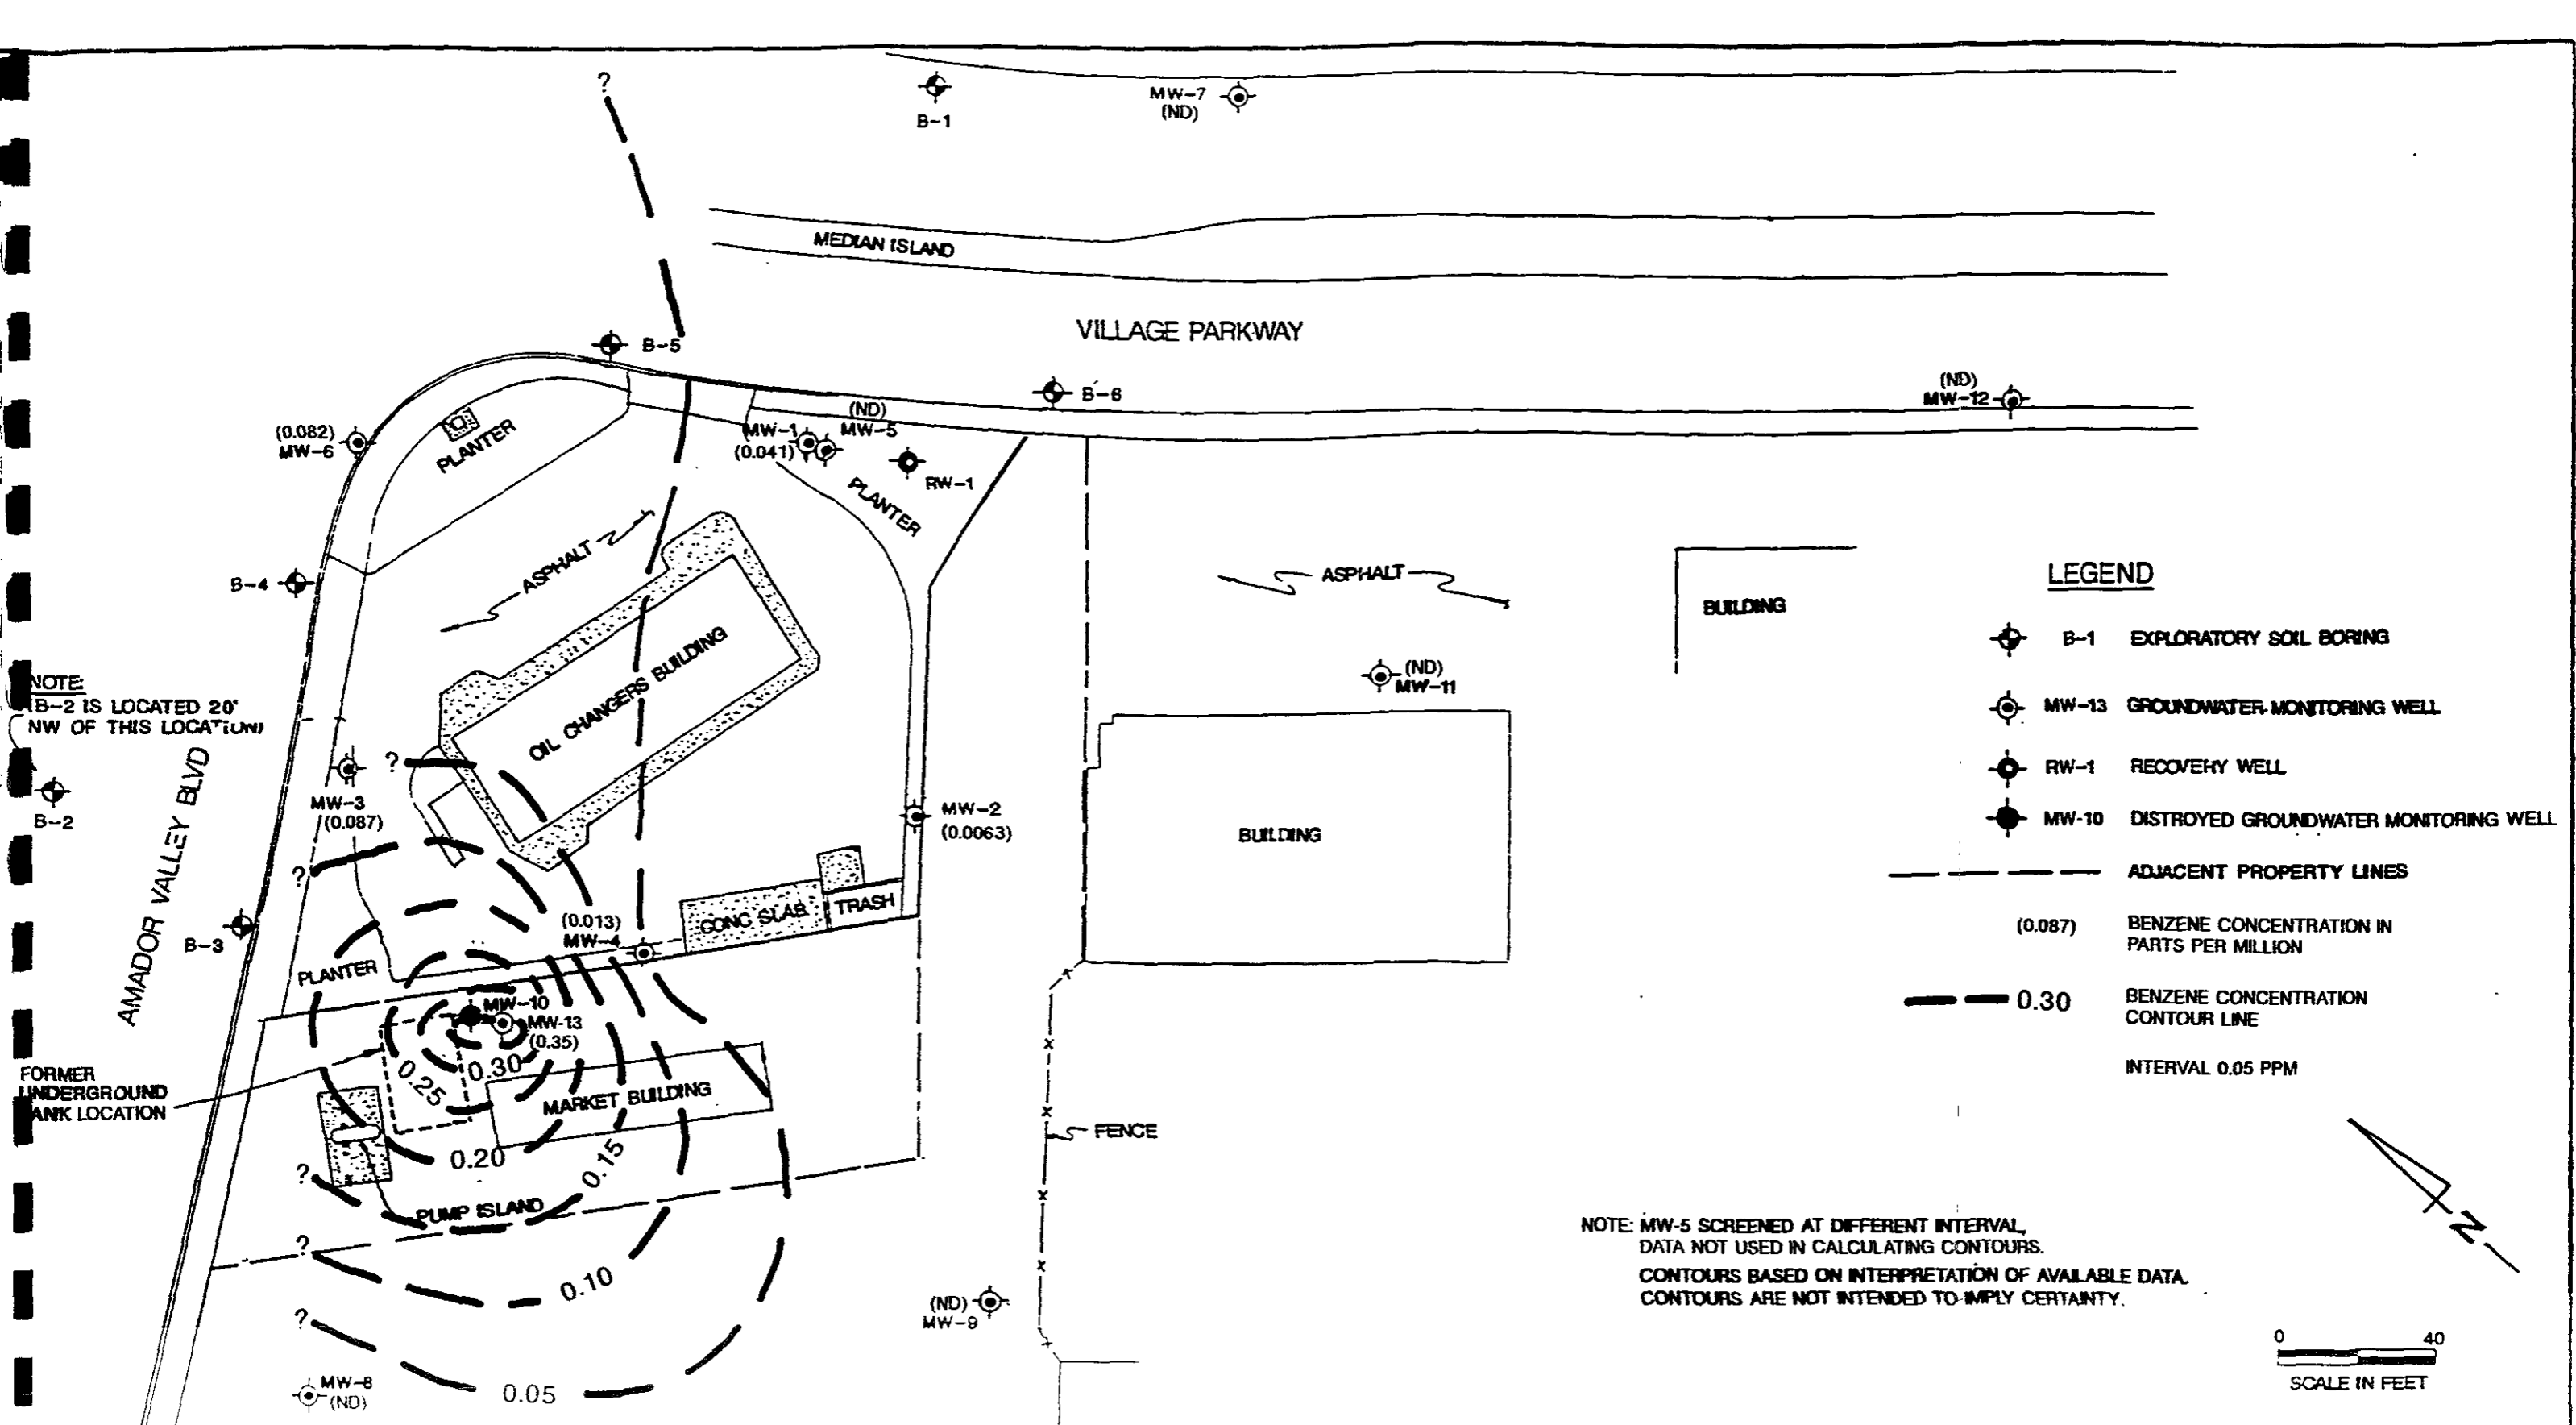 ?
B-1
MW-7
(ND)
MEDIAN ISLAND
VILLAGE PARKWAY
B-5
B-6
(ND)
MW-12
(0.082)
MW-6
PLANTER
(ND)
MW-1
MW-5
(0.041)
RW-1
PLANTER
ASPHALT
ASPHALT
BUILDING
B-4
OIL CHANGERS BUILDING
(ND)
MW-11
NOTE:
(B-2 IS LOCATED 20'
NW OF THIS LOCATION)
AMADOR VALLEY BLVD
B-2
?
MW-3
(0.087)
MW-2
(0.0063)
BUILDING
?
B-3
(0.013)
MW-4
CONC SLAB
TRASH
PLANTER
MW-10
MW-13
(0.35)
0.30
0.25
FORMER
UNDERGROUND
TANK LOCATION
MARKET BUILDING
FENCE
0.20
0.15
?
PUMP ISLAND
?
0.10
?
0.05
MW-8
(ND)
(ND)
MW-9
LEGEND
B-1 EXPLORATORY SOIL BORING
MW-13 GROUNDWATER MONITORING WELL
RW-1 RECOVERY WELL
MW-10 DISTROYED GROUNDWATER MONITORING WELL
ADJACENT PROPERTY LINES
(0.087) BENZENE CONCENTRATION IN
PARTS PER MILLION
0.30 BENZENE CONCENTRATION
CONTOUR LINE
INTERVAL 0.05 PPM
N
NOTE: MW-5 SCREENED AT DIFFERENT INTERVAL,
DATA NOT USED IN CALCULATING CONTOURS.
CONTOURS BASED ON INTERPRETATION OF AVAILABLE DATA.
CONTOURS ARE NOT INTENDED TO IMPLY CERTAINTY.
0 40
SCALE IN FEET